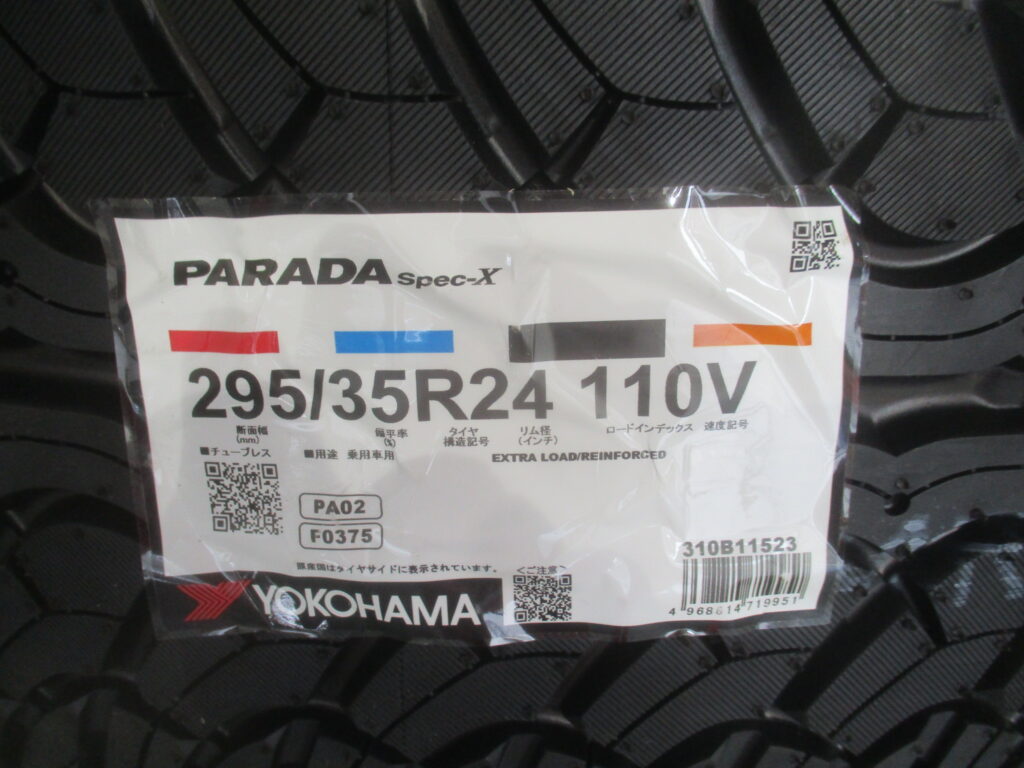 PARADA Spec-X
295/35R24 110V
断面幅 (mm)
偏平率 (%)
タイヤ 構造記号
リム径 (インチ)
ロードインデックス
速度記号
■チューブレス
■用途 乗用車用
EXTRA LOAD/REINFORCED
PA02
F0375
原産国はタイヤサイドに表示されています。
<ご注意>
310B11523
4 968814 719951
YOKOHAMA